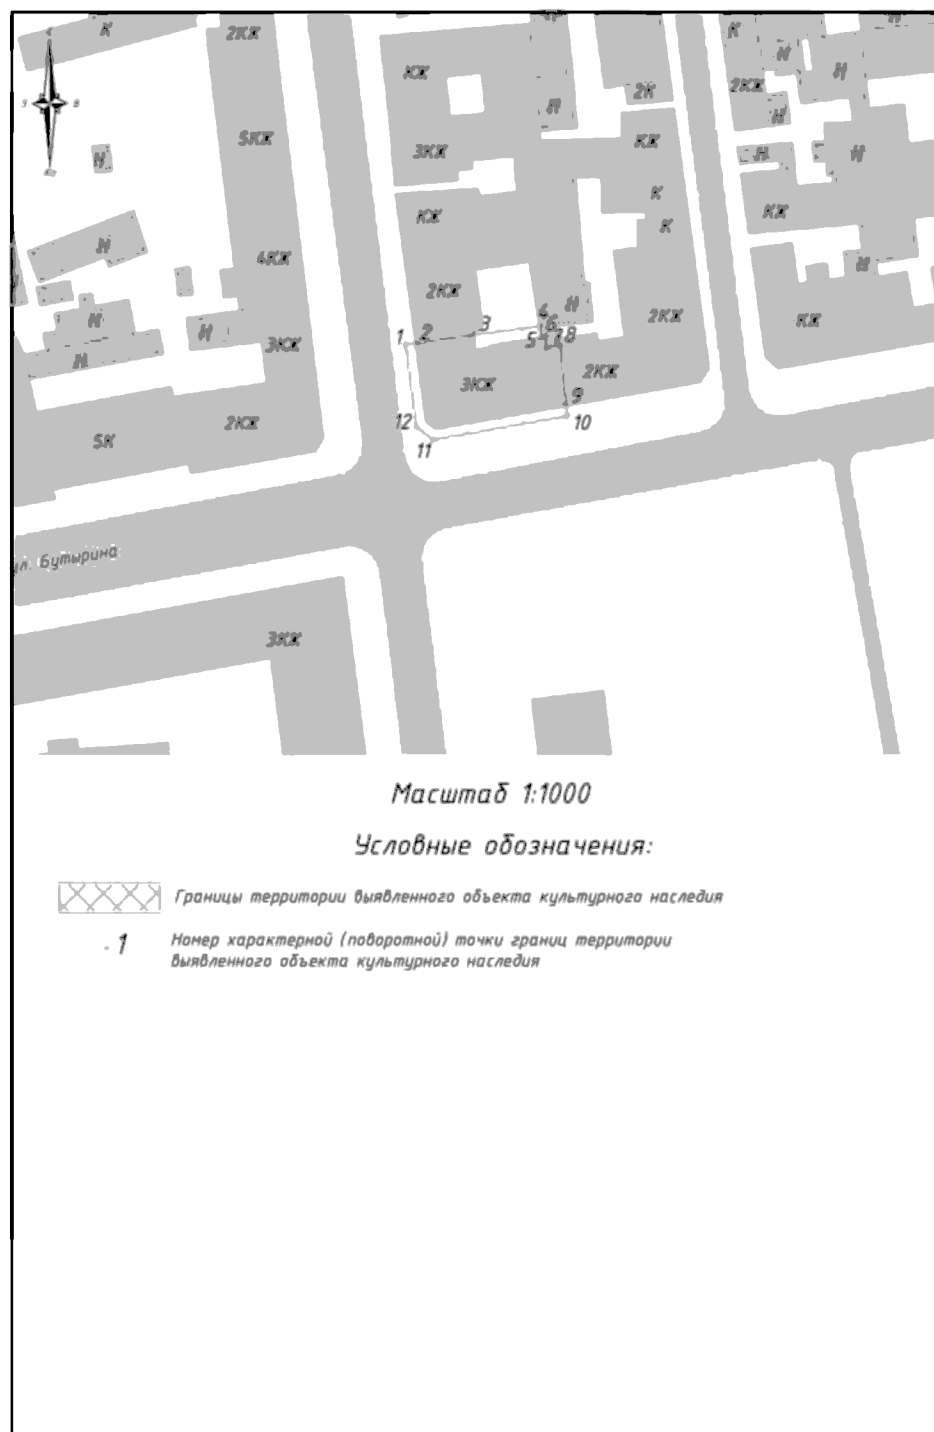 К
2КЖ
КЖ
Н
2К
К
Н
Н
Н
2КЖ
Н
5КЖ
3КЖ
КЖ
Н
Н
Н
К
КЖ
КЖ
К
Н
4КЖ
Н
2КЖ
Н
2КЖ
КЖ
Н
Н
3КЖ
Н
1
2
3
4
5
6
8
3КЖ
2КЖ
9
10
12
11
5К
2КЖ
ул. Бутырина
3КЖ
Масштаб 1:1000
Условные обозначения:
Границы территории выявленного объекта культурного наследия
1
Номер характерной (поворотной) точки границ территории
выявленного объекта культурного наследия